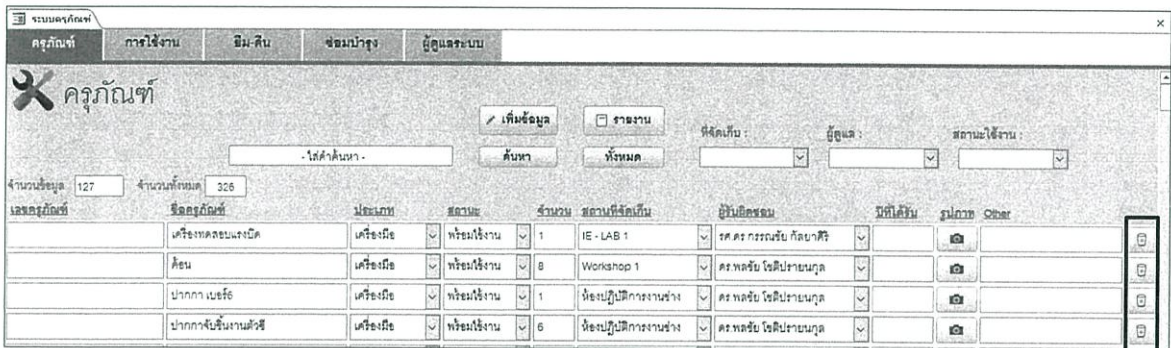 ระบบครุภัณฑ์
ครุภัณฑ์ การใช้งาน ยืม-คืน ซ่อมบำรุง ผู้ดูแลระบบ
ครุภัณฑ์
เพิ่มข้อมูล รายงาน
ที่จัดเก็บ : ผู้ดูแล : สถานะใช้งาน :
- ใส่คำค้นหา - ค้นหา ทั้งหมด
จำนวนข้อมูล 127 จำนวนทั้งหมด 326
เลขครุภัณฑ์ ชื่อครุภัณฑ์ ประเภท สถานะ จำนวน สถานที่จัดเก็บ ผู้รับผิดชอบ ปีที่ได้รับ รูปภาพ Other
เครื่องทดสอบแรงบิด เครื่องมือ พร้อมใช้งาน 1 IE - LAB 1 รศ.ดร กรรณชัย กัลยาศิริ
ค้อน เครื่องมือ พร้อมใช้งาน 8 Workshop 1 ดร.พลชัย โชติปรายนกุล
ปากกา เบอร์6 เครื่องมือ พร้อมใช้งาน 1 ห้องปฏิบัติการงานช่าง ดร.พลชัย โชติปรายนกุล
ปากกาจับชิ้นงานตัวซี เครื่องมือ พร้อมใช้งาน 6 ห้องปฏิบัติการงานช่าง ดร.พลชัย โชติปรายนกุล